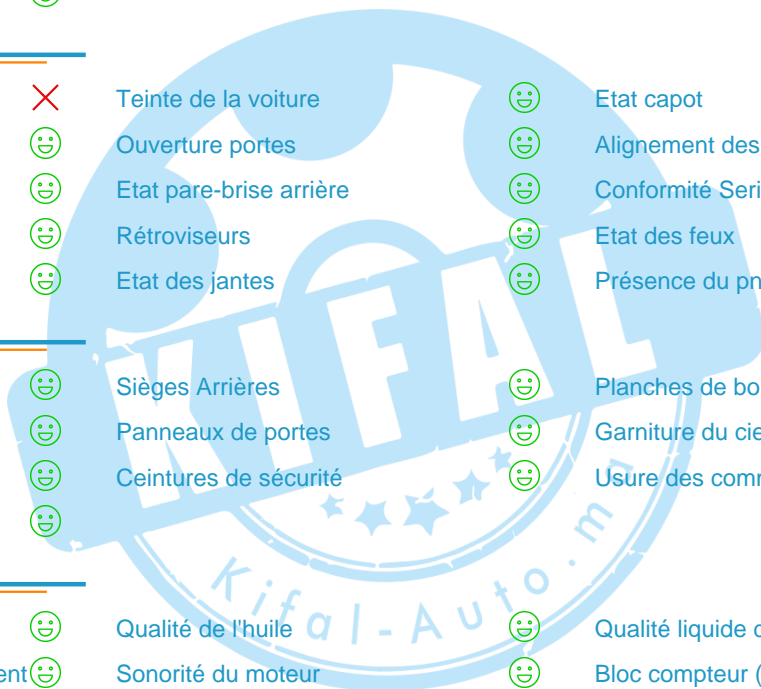 Teinte de la voiture Etat capot
Ouverture portes Alignement des
Etat pare-brise arrière Conformité Seri
Rétroviseurs Etat des feux
Etat des jantes Présence du pn
Sièges Arrières Planches de bo
Panneaux de portes Garniture du cie
Ceintures de sécurité Usure des comm
Qualité de l'huile Qualité liquide d
ent Sonorité du moteur Bloc compteur (
KIFAL
Kifal-Auto.ma